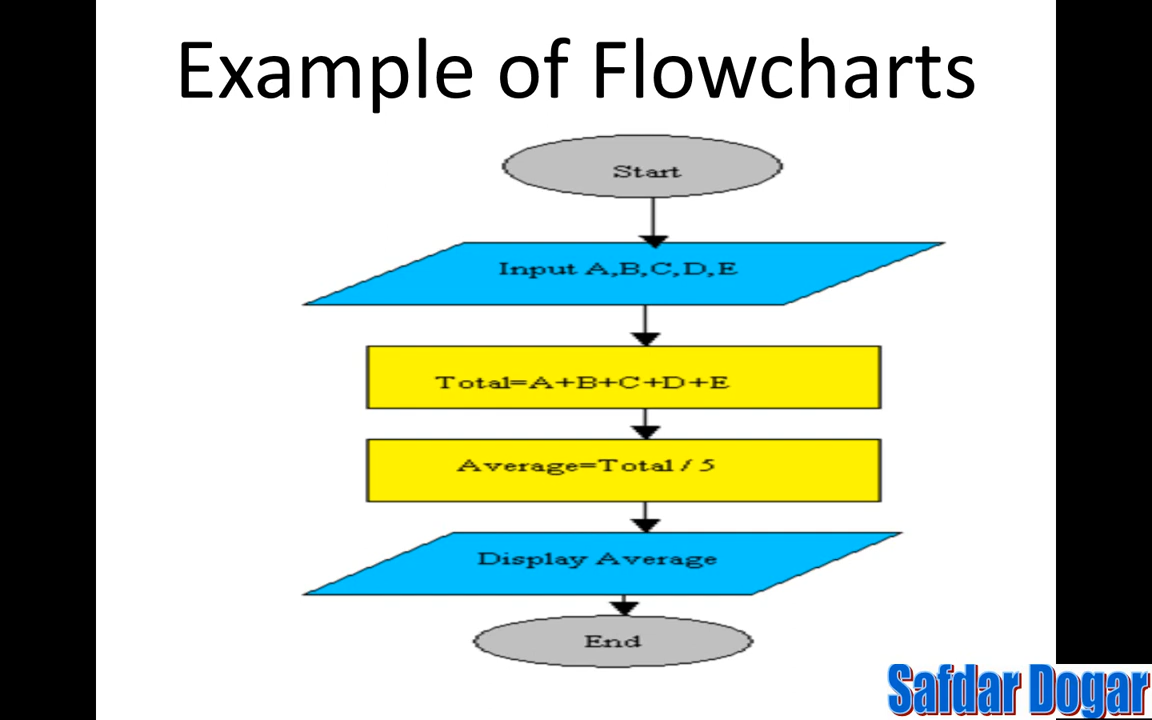 Example of Flowcharts
Start
Input A,B,C,D,E
Total=A+B+C+D+E
Average=Total / 5
Display Average
End
Safdar Dogar